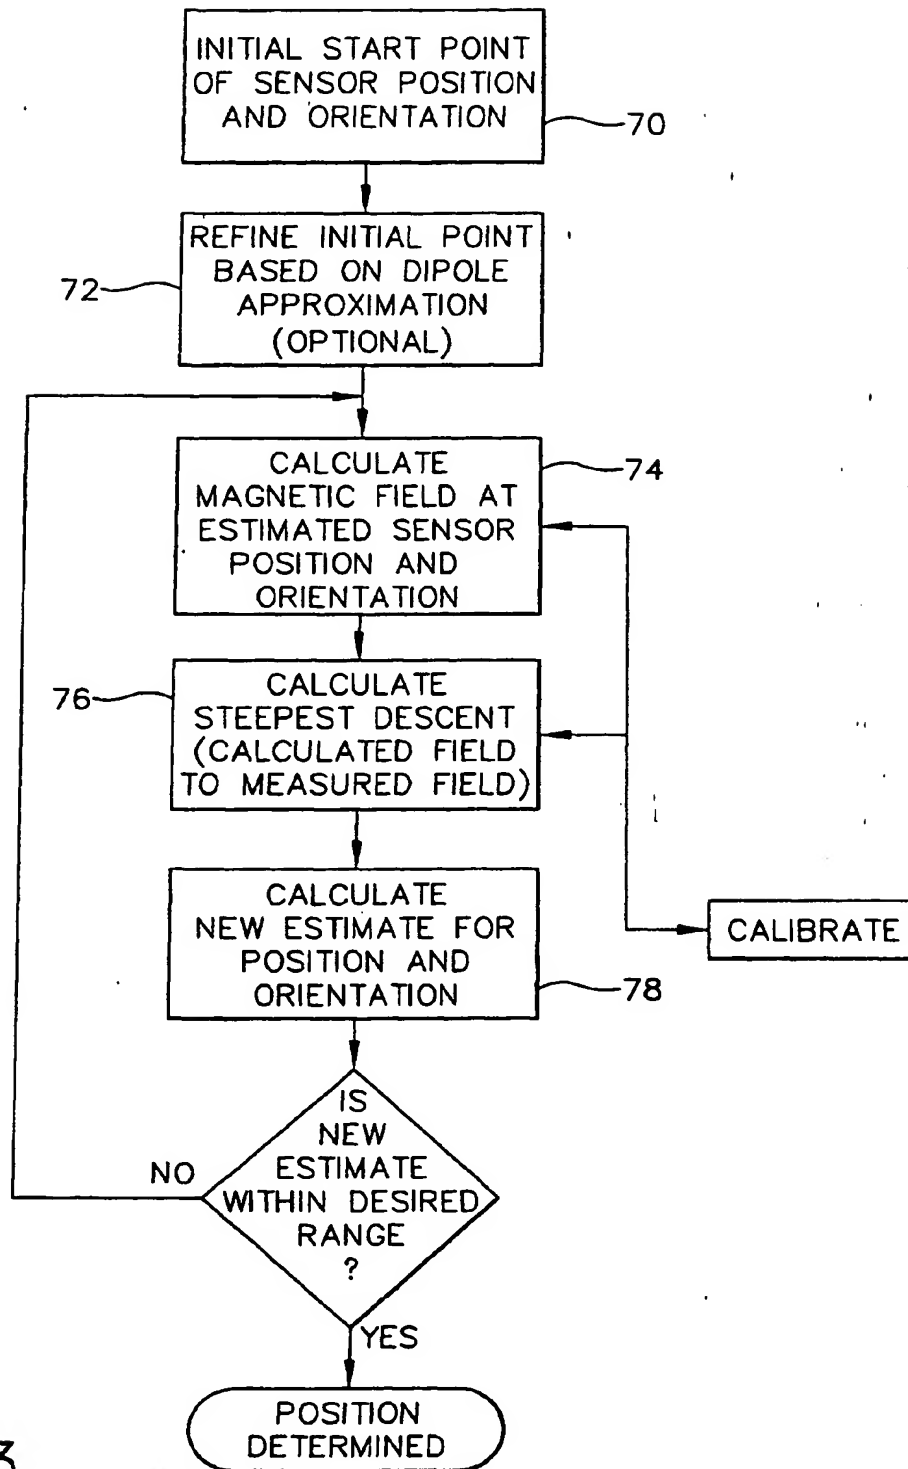 INITIAL START POINT
OF SENSOR POSITION
AND ORIENTATION
70
REFINE INITIAL POINT
BASED ON DIPOLE
APPROXIMATION
(OPTIONAL)
72
CALCULATE
MAGNETIC FIELD AT
ESTIMATED SENSOR
POSITION AND
ORIENTATION
74
76
CALCULATE
STEEPEST DESCENT
(CALCULATED FIELD
TO MEASURED FIELD)
CALCULATE
NEW ESTIMATE FOR
POSITION AND
ORIENTATION
78
CALIBRATE
IS
NEW
ESTIMATE
WITHIN DESIRED
RANGE
?
NO
YES
POSITION
DETERMINED
3